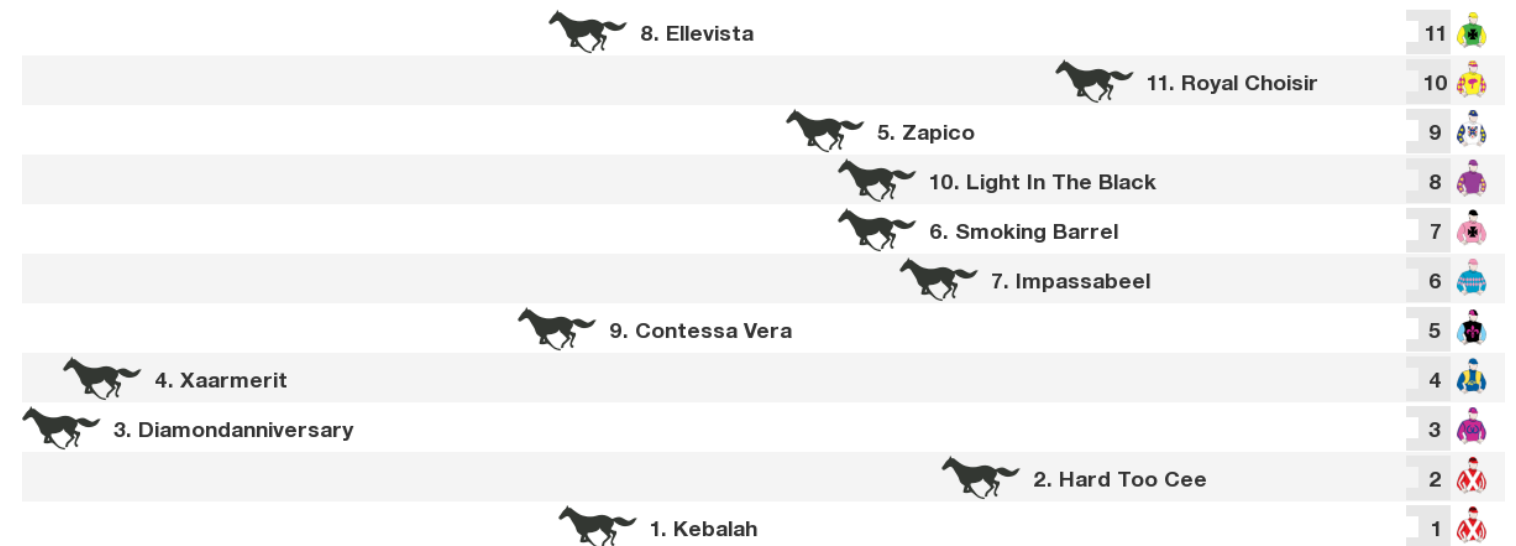 8. Ellevista 11
11. Royal Choisir 10
5. Zapico 9
10. Light In The Black 8
6. Smoking Barrel 7
7. Impassabeel 6
9. Contessa Vera 5
4. Xaarmerit 4
3. Diamondanniversary 3
2. Hard Too Cee 2
1. Kebalah 1